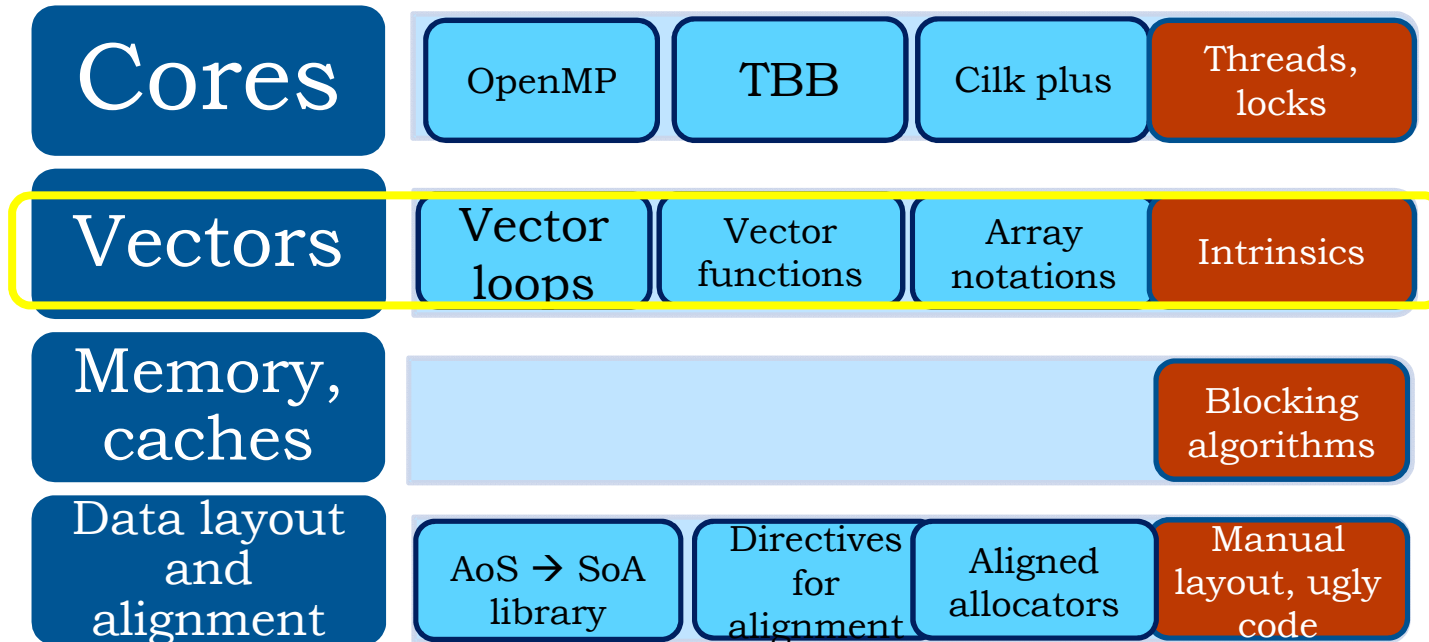 Cores
OpenMP
TBB
Cilk plus
Threads,
locks
Vectors
Vector
loops
Vector
functions
Array
notations
Intrinsics
Memory,
caches
Blocking
algorithms
Data layout
and
alignment
AoS → SoA
library
Directives
for
alignment
Aligned
allocators
Manual
layout, ugly
code